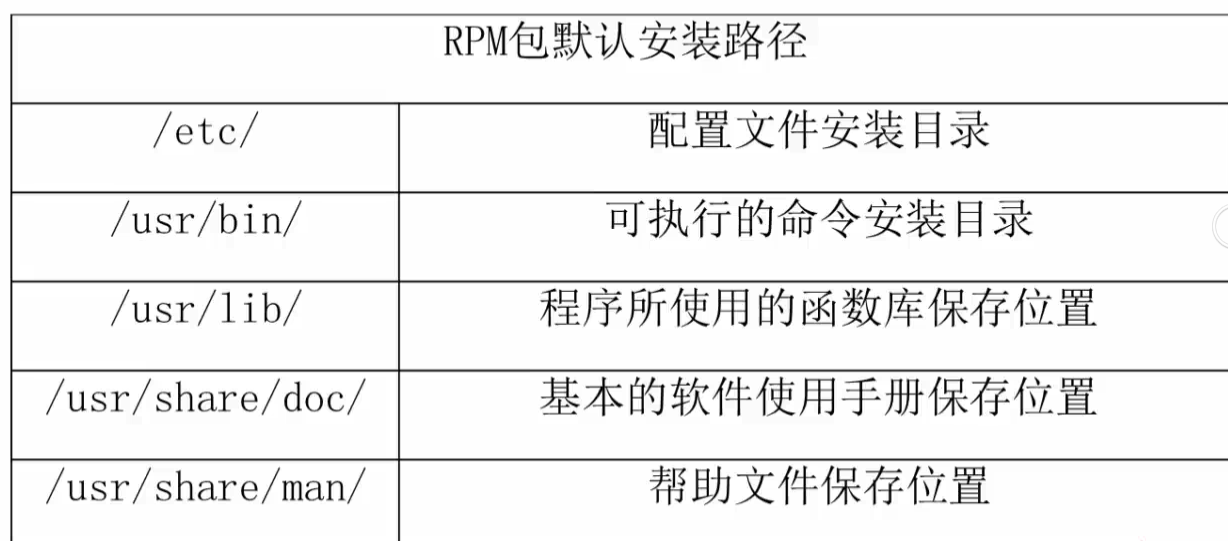 RPM包默认安装路径
/etc/ 配置文件安装目录
/usr/bin/ 可执行的命令安装目录
/usr/lib/ 程序所使用的函数库保存位置
/usr/share/doc/ 基本的软件使用手册保存位置
/usr/share/man/ 帮助文件保存位置